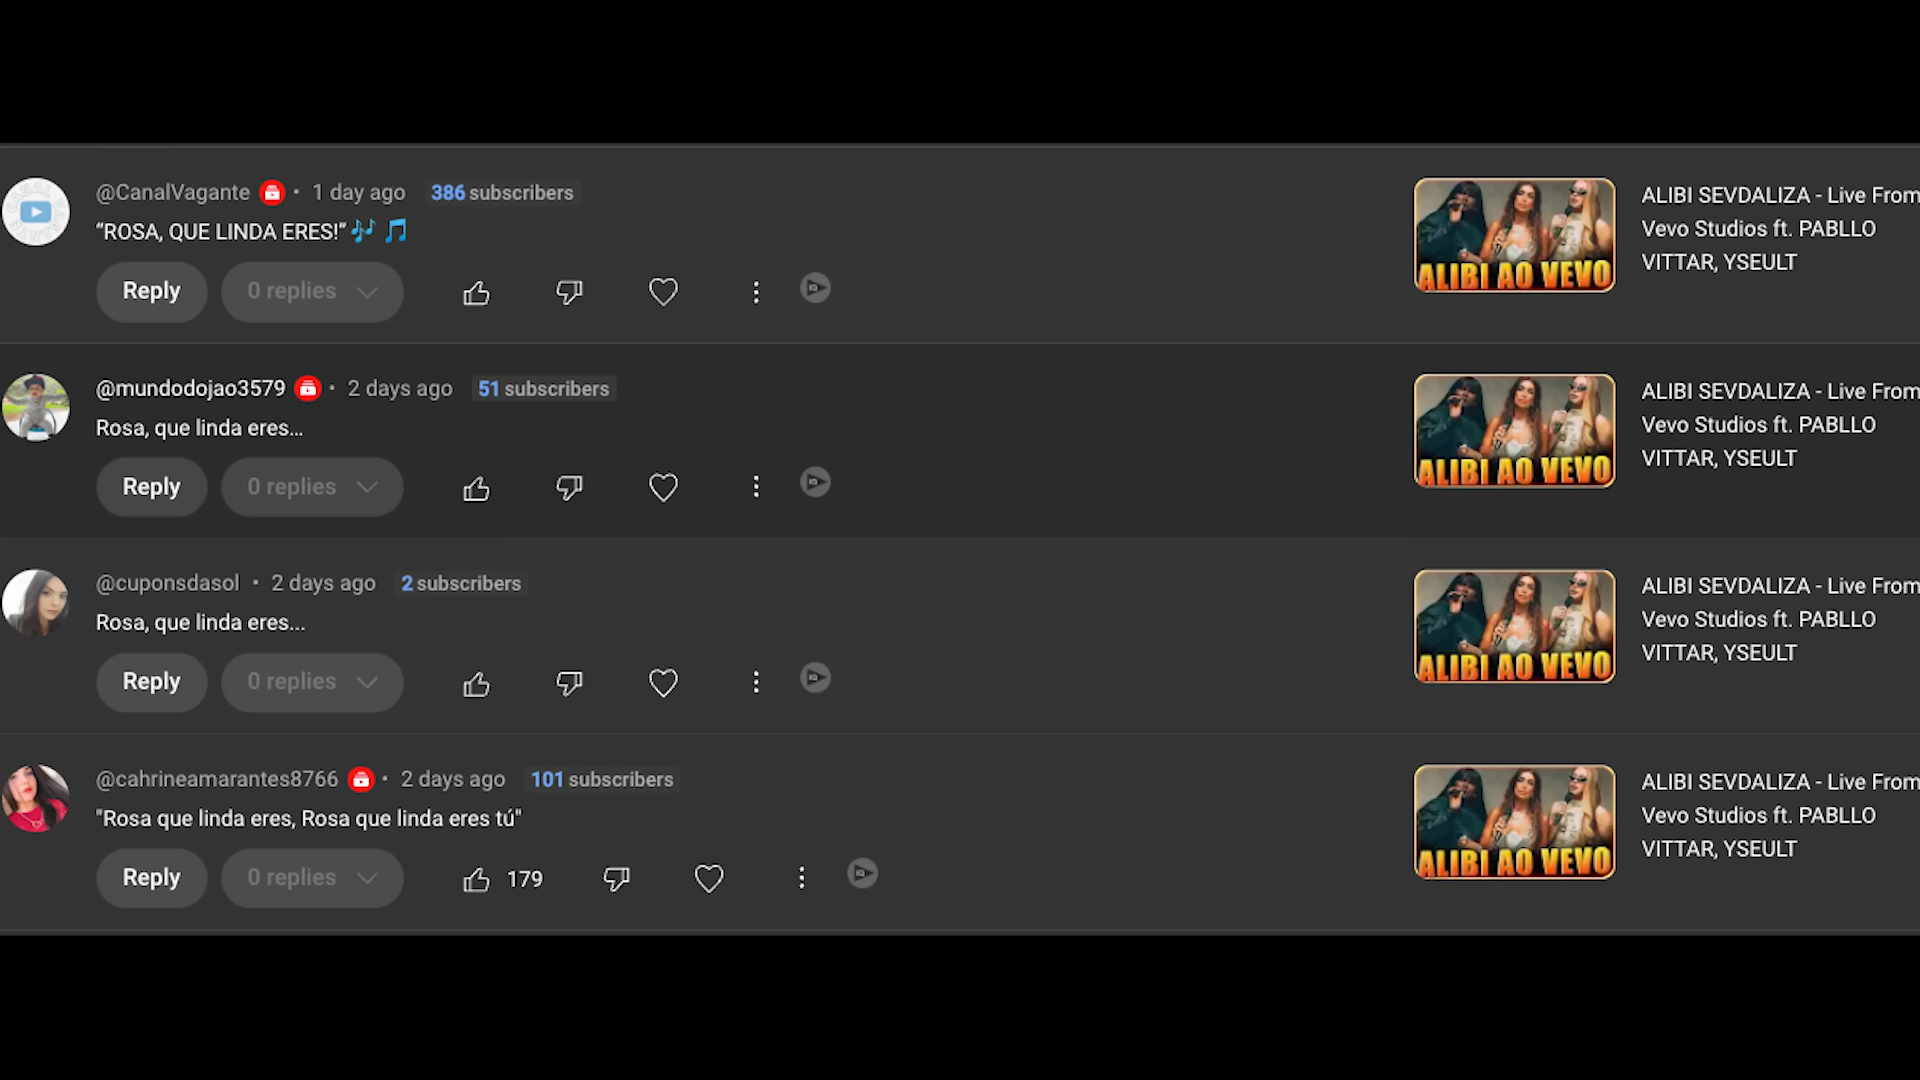 @CanalVagante • 1 day ago 386 subscribers
“ROSA, QUE LINDA ERES!”🎶 🎵
Reply 0 replies
ALIBI AO VEVO
ALIBI SEVDALIZA - Live From
Vevo Studios ft. PABLLO
VITTAR, YSEULT
@mundodojao3579 • 2 days ago 51 subscribers
Rosa, que linda eres...
Reply 0 replies
ALIBI AO VEVO
ALIBI SEVDALIZA - Live From
Vevo Studios ft. PABLLO
VITTAR, YSEULT
@cuponsdasol • 2 days ago 2 subscribers
Rosa, que linda eres...
Reply 0 replies
ALIBI AO VEVO
ALIBI SEVDALIZA - Live From
Vevo Studios ft. PABLLO
VITTAR, YSEULT
@cahrineamarantes8766 • 2 days ago 101 subscribers
"Rosa que linda eres, Rosa que linda eres tú"
Reply 0 replies 179
ALIBI AO VEVO
ALIBI SEVDALIZA - Live From
Vevo Studios ft. PABLLO
VITTAR, YSEULT